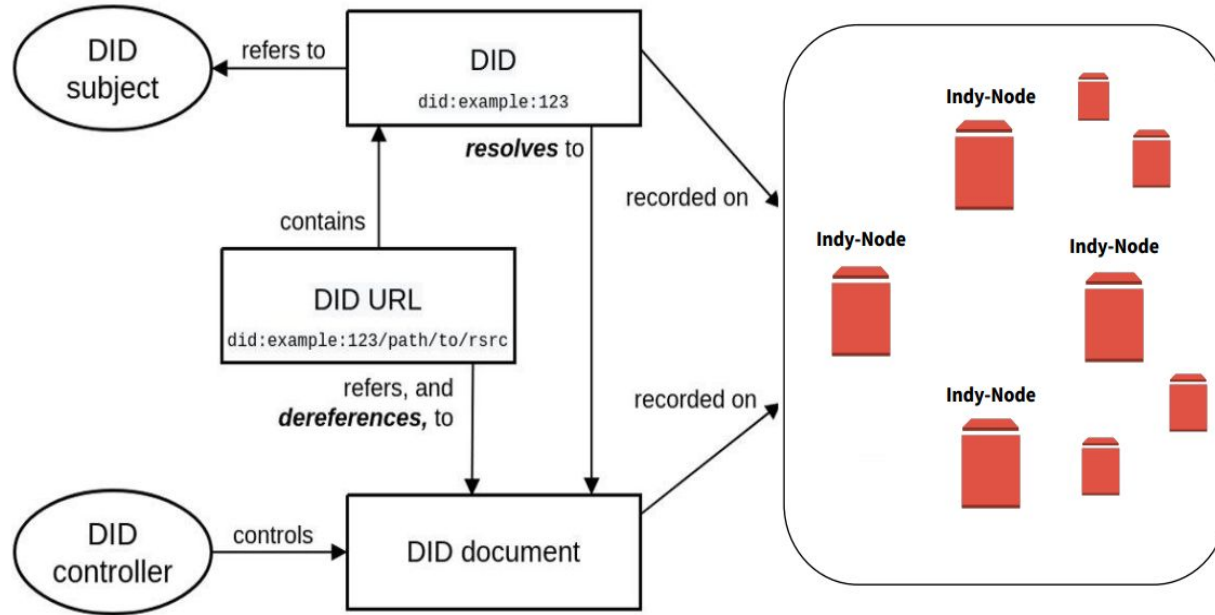 DID
subject
refers to
DID
did:example:123
resolves to
recorded on
contains
DID URL
did:example:123/path/to/rsrc
refers, and
dereferences, to
recorded on
DID
controller
controls
DID document
Indy-Node
Indy-Node
Indy-Node
Indy-Node